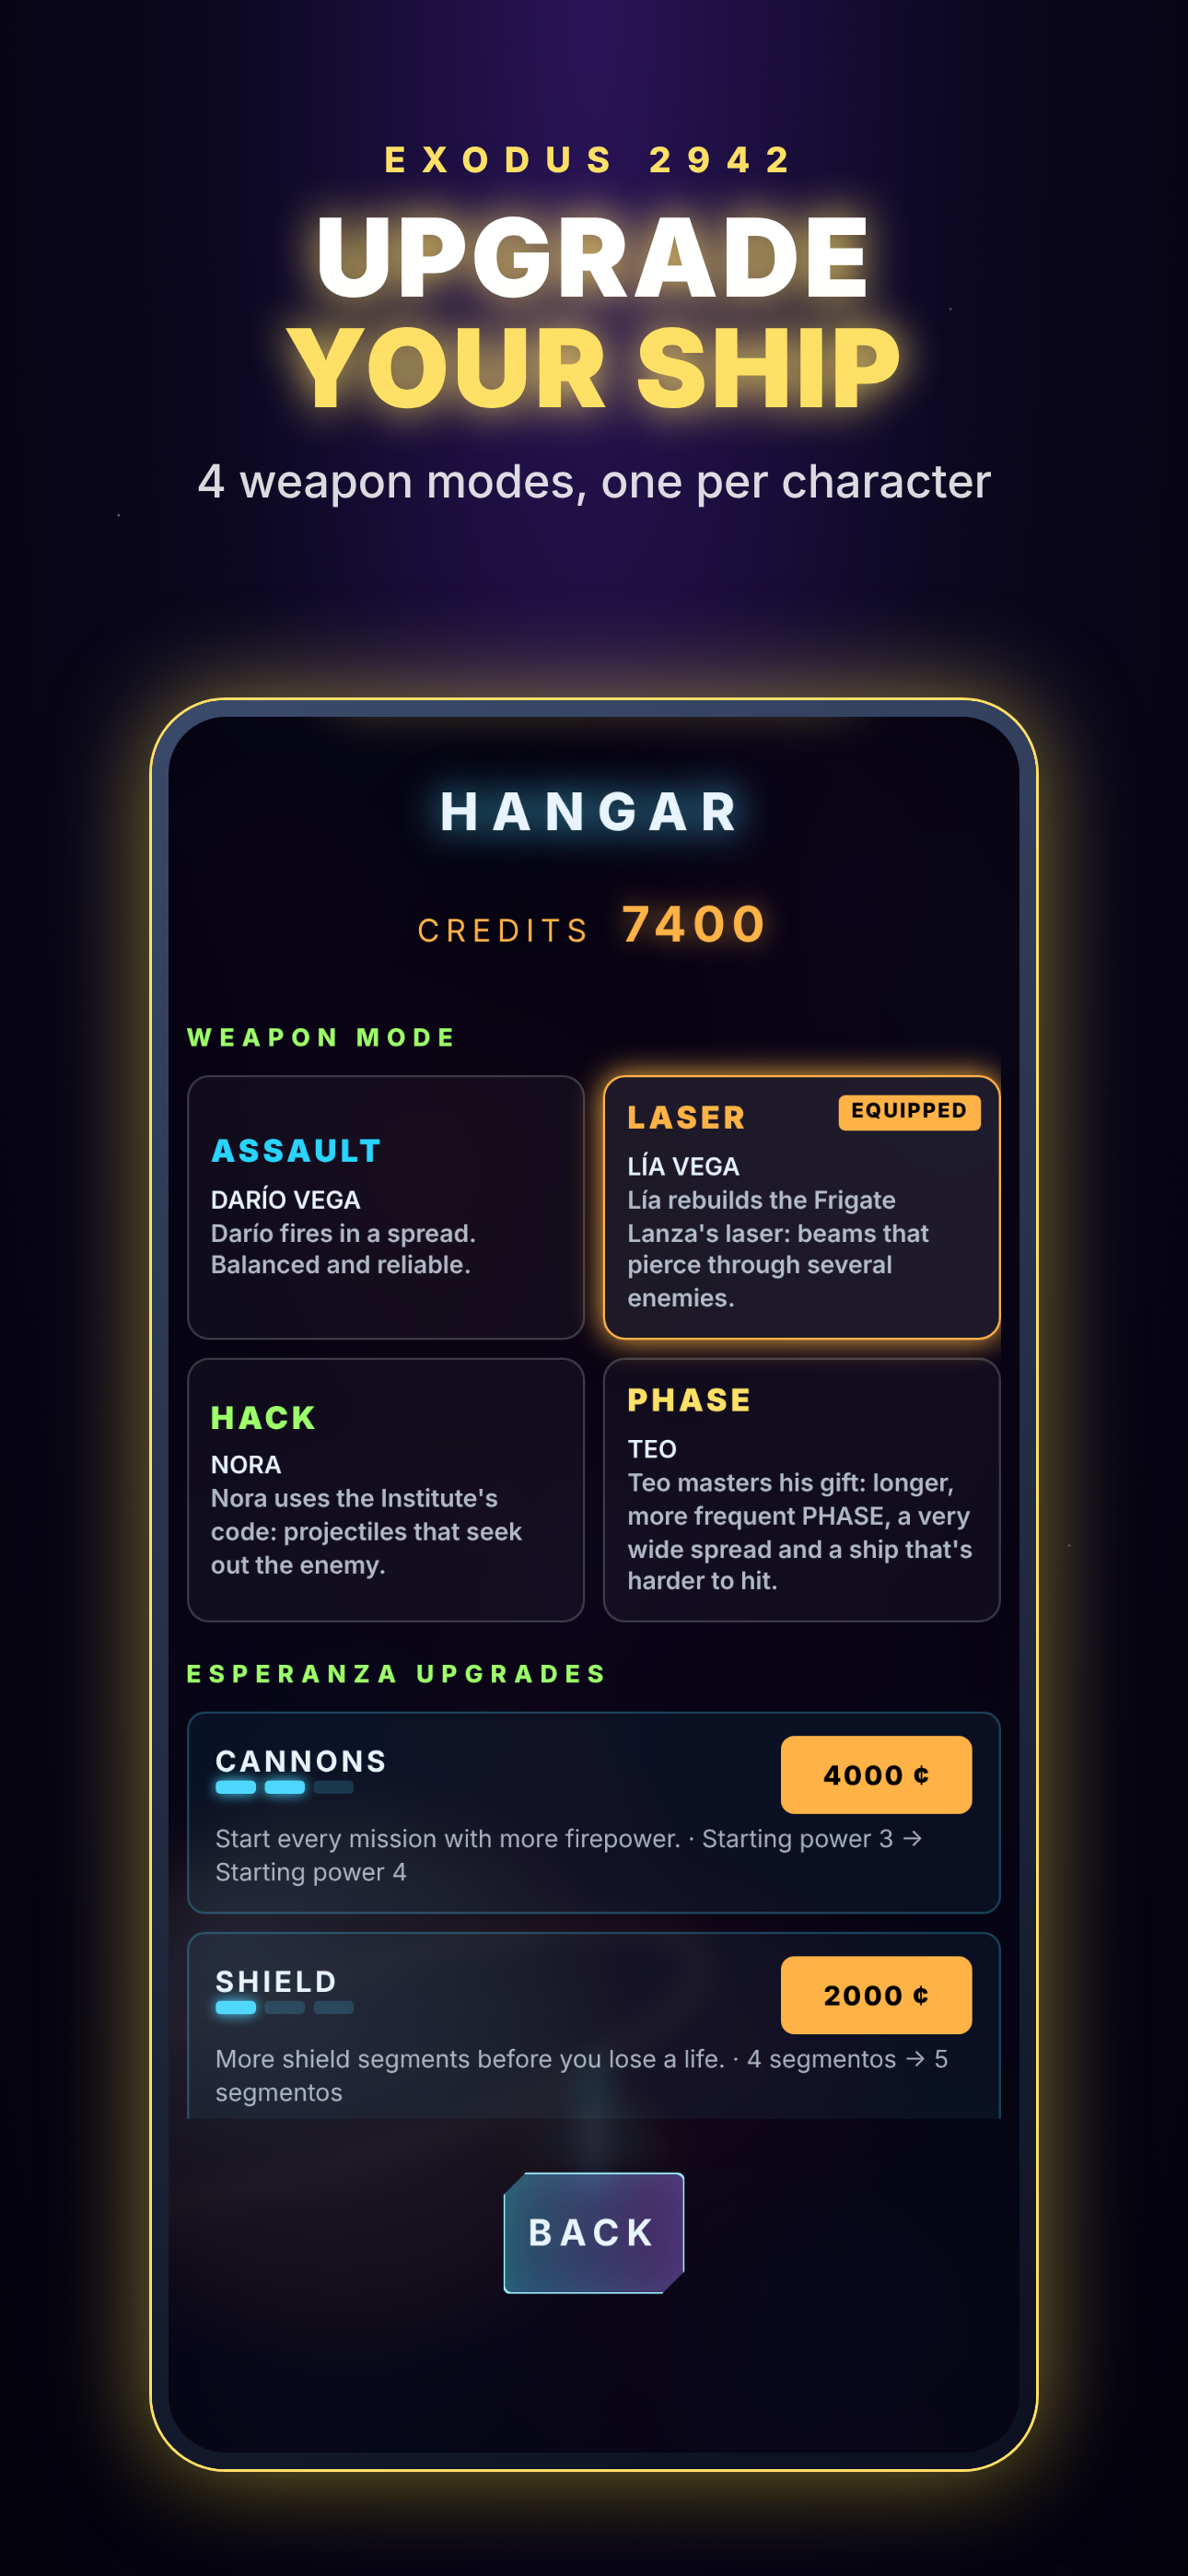 EXODUS 2942
UPGRADE
YOUR SHIP
4 weapon modes, one per character
HANGAR
CREDITS 7400
WEAPON MODE
ASSAULT
DARÍO VEGA
Darío fires in a spread.
Balanced and reliable.
LASER
EQUIPPED
LÍA VEGA
Lía rebuilds the Frigate
Lanza's laser: beams that
pierce through several
enemies.
HACK
NORA
Nora uses the Institute's
code: projectiles that seek
out the enemy.
PHASE
TEO
Teo masters his gift: longer,
more frequent PHASE, a very
wide spread and a ship that's
harder to hit.
ESPERANZA UPGRADES
CANNONS
4000 ¢
Start every mission with more firepower. · Starting power 3 →
Starting power 4
SHIELD
2000 ¢
More shield segments before you lose a life. · 4 segmentos → 5
segmentos
BACK